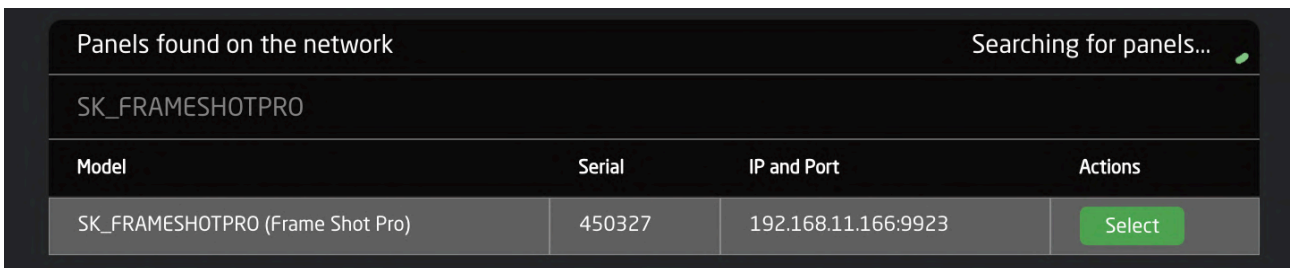 Panels found on the network Searching for panels...
SK_FRAMESHOTPRO
Model Serial IP and Port Actions
SK_FRAMESHOTPRO (Frame Shot Pro) 450327 192.168.11.166:9923 Select